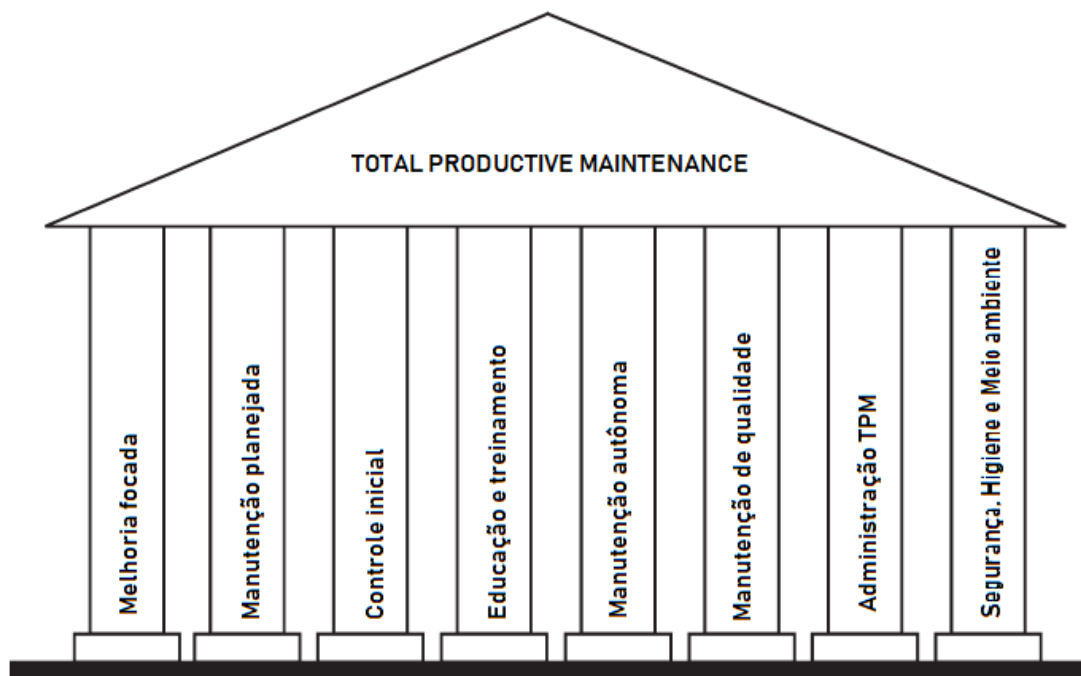 TOTAL PRODUCTIVE MAINTENANCE
Melhoria focada
Manutenção planejada
Controle inicial
Educação e treinamento
Manutenção autônoma
Manutenção de qualidade
Administração TPM
Segurança, Higiene e Meio ambiente